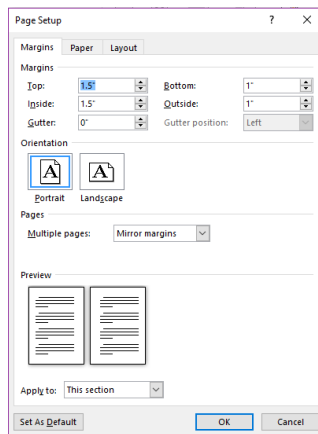 Page Setup ? ×
Margins Paper Layout
Margins
Top: 1.5" Bottom: 1"
Inside: 1.5" Outside: 1"
Gutter: 0" Gutter position: Left
Orientation
A A
Portrait Landscape
Pages
Multiple pages: Mirror margins
Preview
Apply to: This section
Set As Default OK Cancel